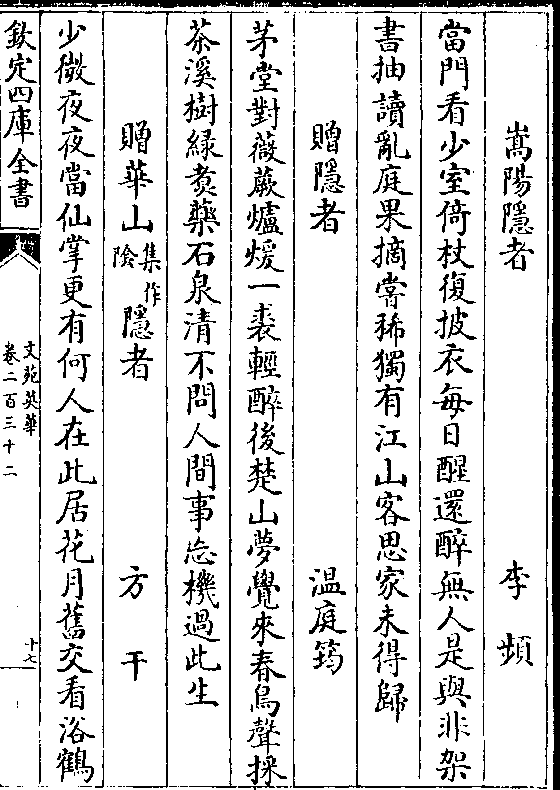 嵩陽隱者　李頻
當門看少室倚杖復披衣每日醒還醉無人是與非架
書抽讀亂庭果摘嘗稀獨有江山客思家未得歸
贈隱者　温庭筠
茅堂對薇蕨爐煖一裘輕醉後楚山夢覺來春鳥聲採
茶溪樹緑煑藥石泉清不問人間事忘機過此生
贈華山集作陰隱者　方干
少微夜夜當仙掌更有何人在此居花月舊交看浴鶴
欽定四庫全書
文苑英華
卷二百三十二
十七